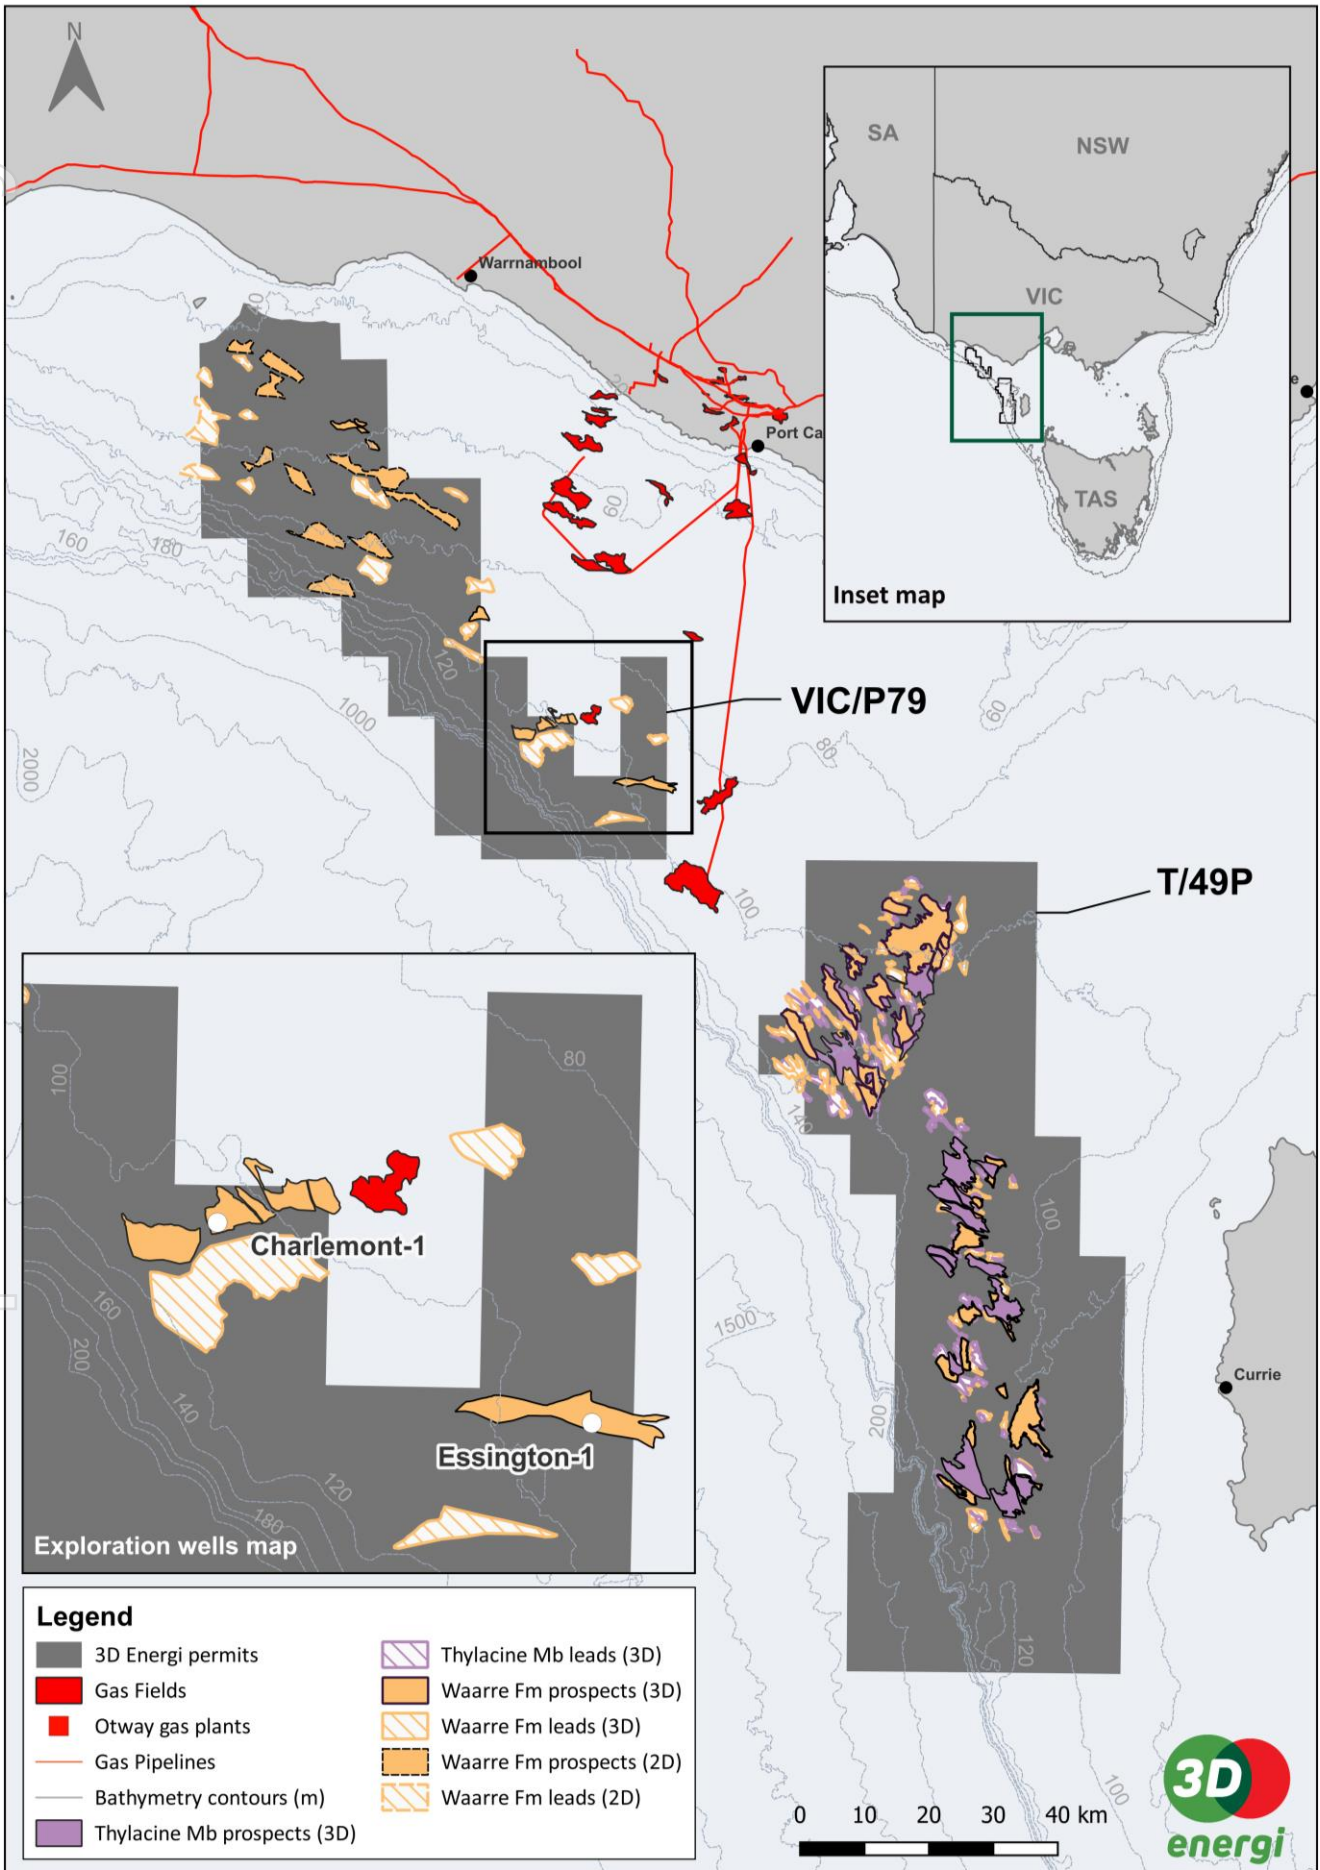 N
SA
NSW
VIC
TAS
Inset map
Warrnambool
20
Port Ca
e
60
160
180
120
1000
2000
VIC/P79
60
80
100
T/49P
140
100
1500
200
Currie
120
100
80
100
Charlemont-1
160
200
140
Essington-1
120
180
Exploration wells map
Legend
3D Energi permits
Gas Fields
Otway gas plants
Gas Pipelines
Bathymetry contours (m)
Thylacine Mb prospects (3D)
Thylacine Mb leads (3D)
Waarre Fm prospects (3D)
Waarre Fm leads (3D)
Waarre Fm prospects (2D)
Waarre Fm leads (2D)
0 10 20 30 40 km
3D
energi